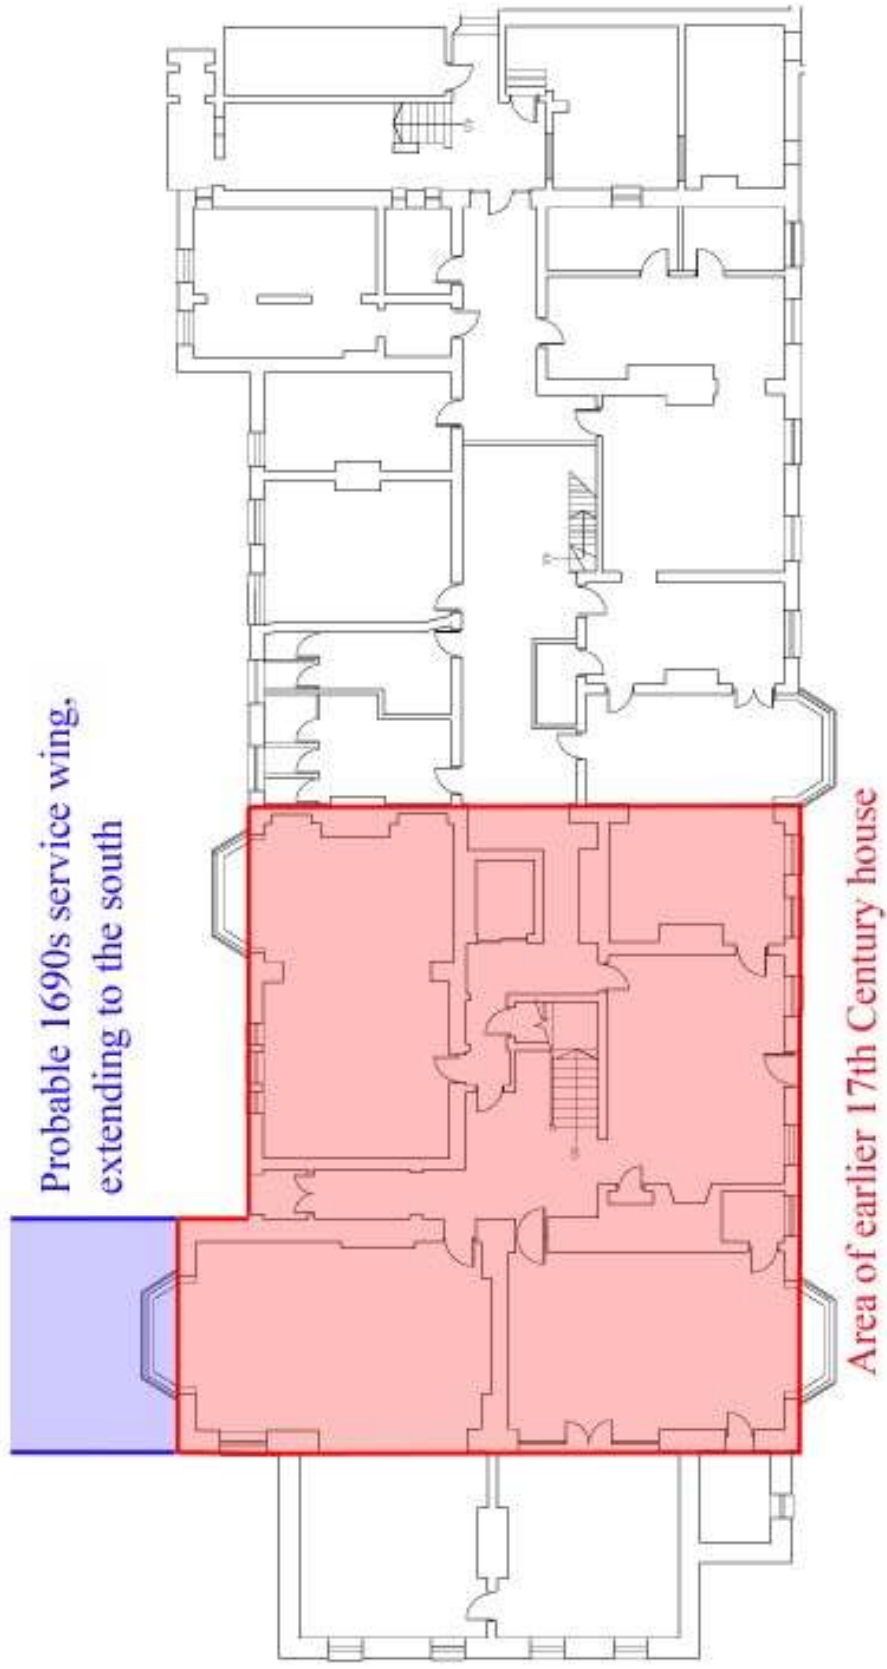 Probable 1690s service wing,
extending to the south
Area of earlier 17th Century house